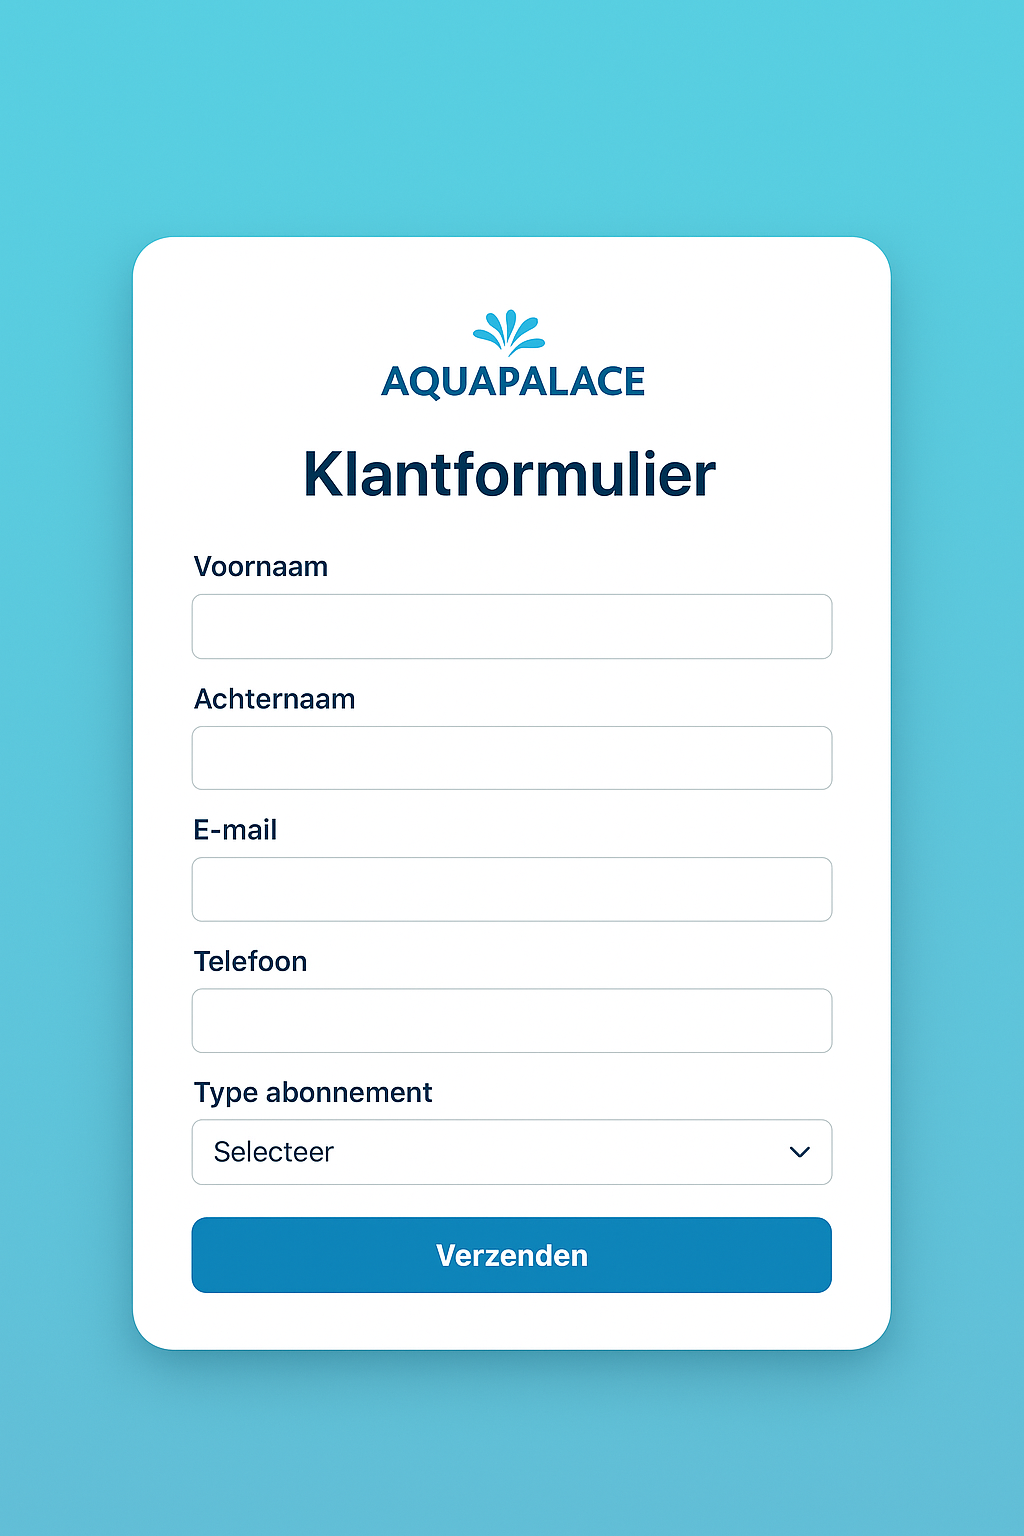 AQUAPALACE
Klantformulier
Voornaam
Achternaam
E-mail
Telefoon
Type abonnement
Selecteer
Verzenden